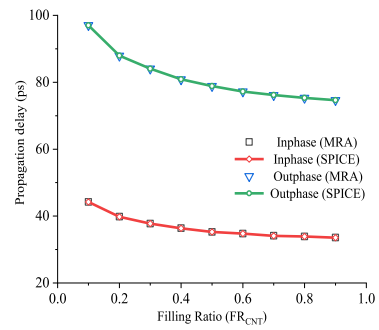 100
80
60
40
20
Propagation delay (ps)
Inphase (MRA)
Inphase (SPICE)
Outphase (MRA)
Outphase (SPICE)
0.0 0.2 0.4 0.6 0.8 1.0
Filling Ratio (FRCNT)